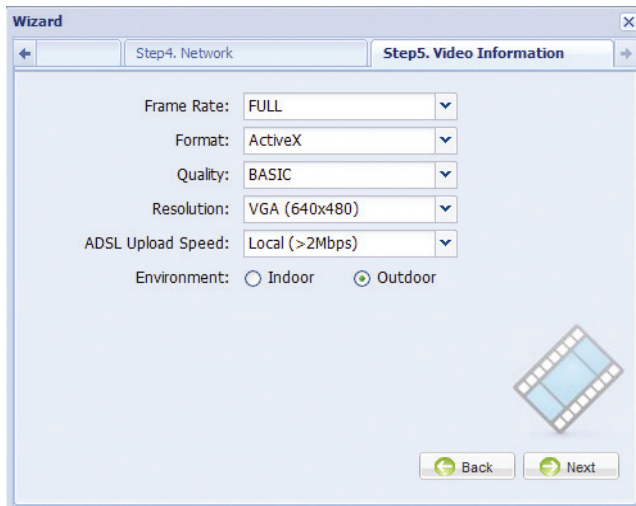 Wizard
Step4. Network
Step5. Video Information
Frame Rate: FULL
Format: ActiveX
Quality: BASIC
Resolution: VGA (640x480)
ADSL Upload Speed: Local (>2Mbps)
Environment: Indoor Outdoor
Back Next